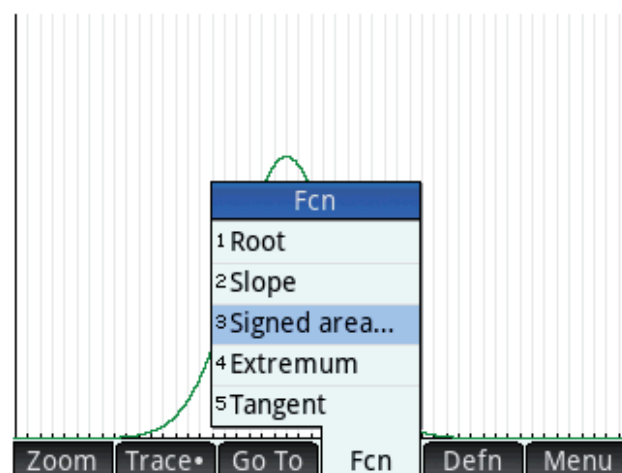 Fcn
1 Root
2 Slope
3 Signed area...
4 Extremum
5 Tangent
Zoom Trace• Go To Fcn Defn Menu